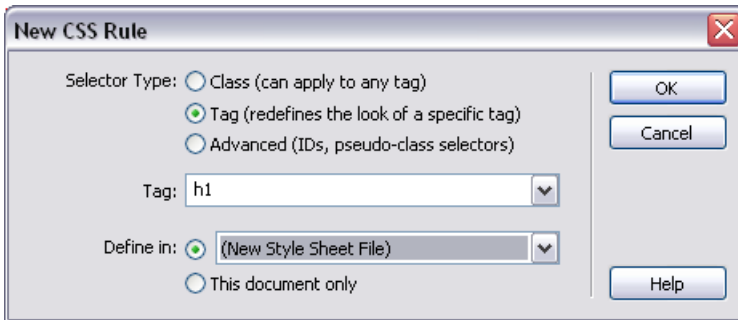 New CSS Rule
Selector Type: Class (can apply to any tag)
Tag (redefines the look of a specific tag)
Advanced (IDs, pseudo-class selectors)
Tag: h1
Define in: (New Style Sheet File)
This document only
OK
Cancel
Help